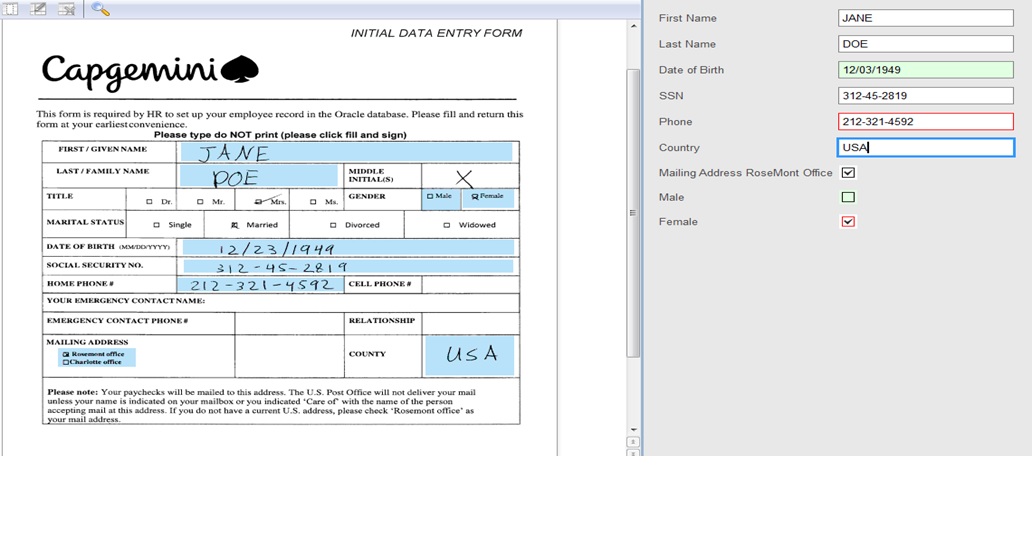 INITIAL DATA ENTRY FORM
Capgemini
This form is required by HR to set up your employee record in the Oracle database. Please fill and return this
form at your earliest convenience.
Please type do NOT print (please click fill and sign)
FIRST / GIVEN NAME JANE
LAST / FAMILY NAME DOE MIDDLE INITIAL(S) X
TITLE Dr. Mr. Mrs. Ms. GENDER Male Female
MARITAL STATUS Single Married Divorced Widowed
DATE OF BIRTH (MM/DD/YYYY) 12/23/1949
SOCIAL SECURITY NO. 312-45-2819
HOME PHONE # 212-321-4592 CELL PHONE #
YOUR EMERGENCY CONTACT NAME:
EMERGENCY CONTACT PHONE # RELATIONSHIP
MAILING ADDRESS
Rosemont office
Charlotte office
COUNTY USA
Please note: Your paychecks will be mailed to this address. The U.S. Post Office will not deliver your mail
unless your name is indicated on your mailbox or you indicated 'Care of' with the name of the person
accepting mail at this address. If you do not have a current U.S. address, please check 'Rosemont office' as
your mail address.
First Name JANE
Last Name DOE
Date of Birth 12/03/1949
SSN 312-45-2819
Phone 212-321-4592
Country USA
Mailing Address RoseMont Office
Male
Female